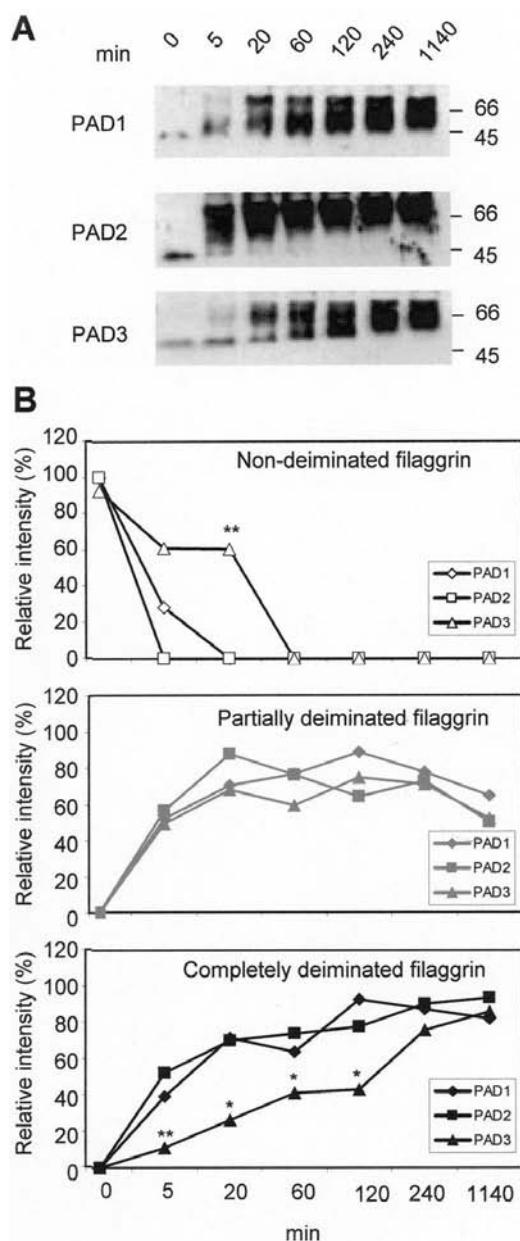 A
min 0 5 20 60 120 240 1140
PAD1
66
45
PAD2
66
45
PAD3
66
45
B
Relative intensity (%)
120
100
80
60
40
20
0
Non-deiminated filaggrin
**
PAD1
PAD2
PAD3
Relative intensity (%)
120
100
80
60
40
20
0
Partially deiminated filaggrin
PAD1
PAD2
PAD3
Relative intensity (%)
120
100
80
60
40
20
0
Completely deiminated filaggrin
** * * *
PAD1
PAD2
PAD3
0 5 20 60 120 240 1140
min